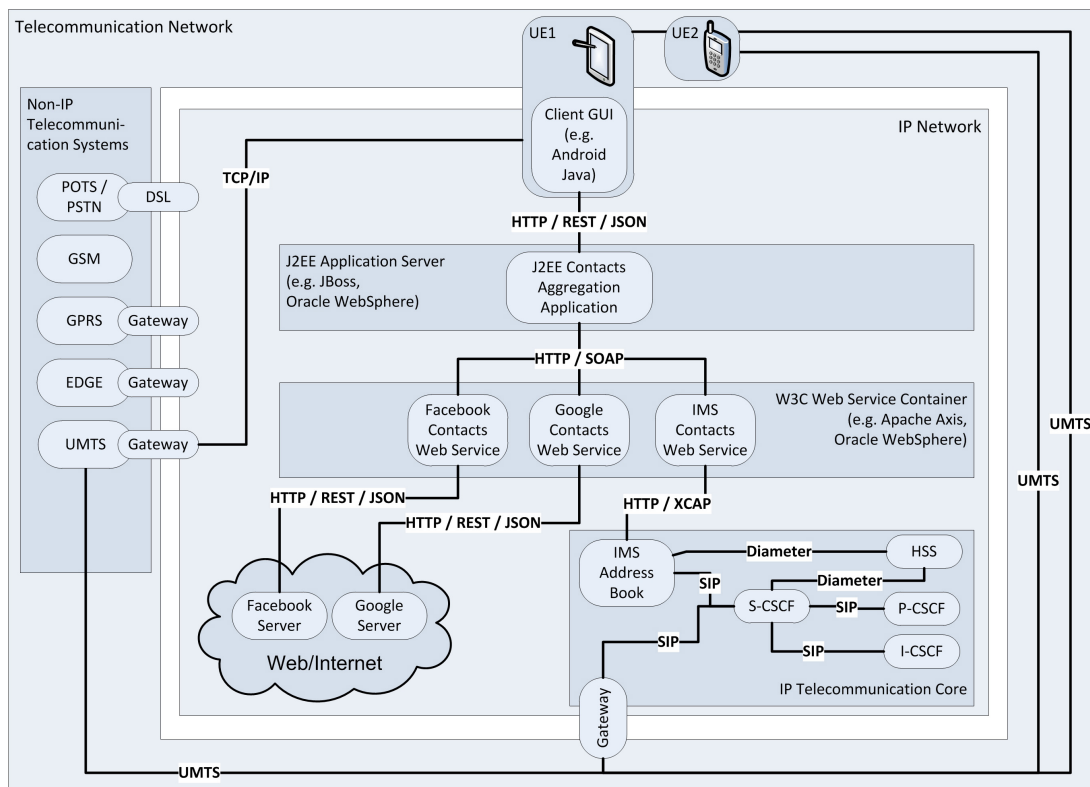 Telecommunication Network
UE1
UE2
Non-IP
Telecommuni-
cation Systems
Client GUI
(e.g.
Android
Java)
IP Network
TCP/IP
POTS /
PSTN
DSL
HTTP / REST / JSON
GSM
J2EE Application Server
(e.g. JBoss,
Oracle WebSphere)
J2EE Contacts
Aggregation
Application
GPRS
Gateway
HTTP / SOAP
EDGE
Gateway
Facebook
Contacts
Web Service
Google
Contacts
Web Service
IMS
Contacts
Web Service
W3C Web Service Container
(e.g. Apache Axis,
Oracle WebSphere)
UMTS
Gateway
UMTS
UMTS
HTTP / REST / JSON
HTTP / XCAP
HTTP / REST / JSON
IMS
Address
Book
Diameter
HSS
SIP
Diameter
Facebook
Server
Google
Server
S-CSCF
SIP
P-CSCF
SIP
SIP
I-CSCF
Web/Internet
IP Telecommunication Core
Gateway
UMTS